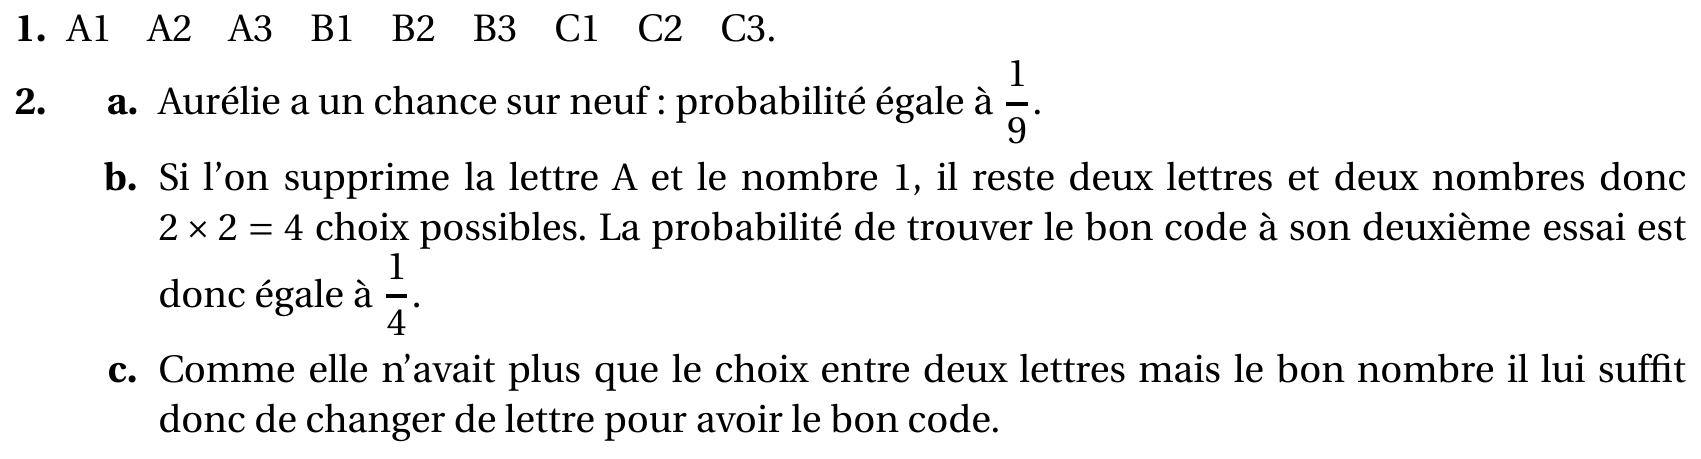 1. A1 A2 A3 B1 B2 B3 C1 C2 C3.
2. a. Aurélie a un chance sur neuf : probabilité égale à 1/9.
b. Si l'on supprime la lettre A et le nombre 1, il reste deux lettres et deux nombres donc
2 × 2 = 4 choix possibles. La probabilité de trouver le bon code à son deuxième essai est
donc égale à 1/4.
c. Comme elle n'avait plus que le choix entre deux lettres mais le bon nombre il lui suffit
donc de changer de lettre pour avoir le bon code.